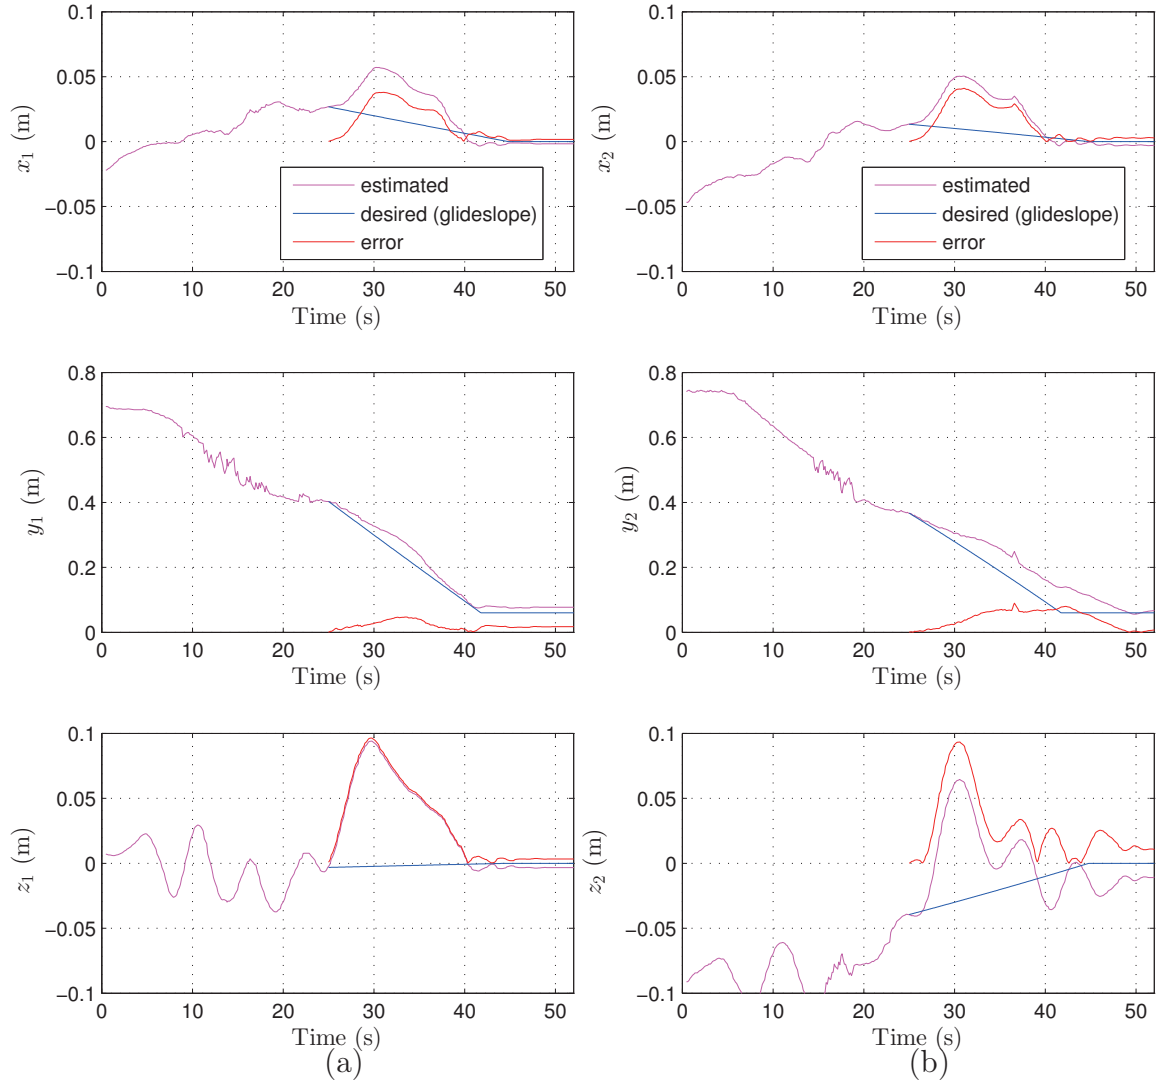 0.1
0.05
0
−0.05
−0.1
x1 (m)
estimated
desired (glideslope)
error
0 10 20 30 40 50
Time (s)
0.1
0.05
0
−0.05
−0.1
x2 (m)
estimated
desired (glideslope)
error
0 10 20 30 40 50
Time (s)
0.8
0.6
0.4
0.2
0
y1 (m)
0 10 20 30 40 50
Time (s)
0.8
0.6
0.4
0.2
0
y2 (m)
0 10 20 30 40 50
Time (s)
0.1
0.05
0
−0.05
−0.1
z1 (m)
0 10 20 30 40 50
Time (s)
(a)
0.1
0.05
0
−0.05
−0.1
z2 (m)
0 10 20 30 40 50
Time (s)
(b)